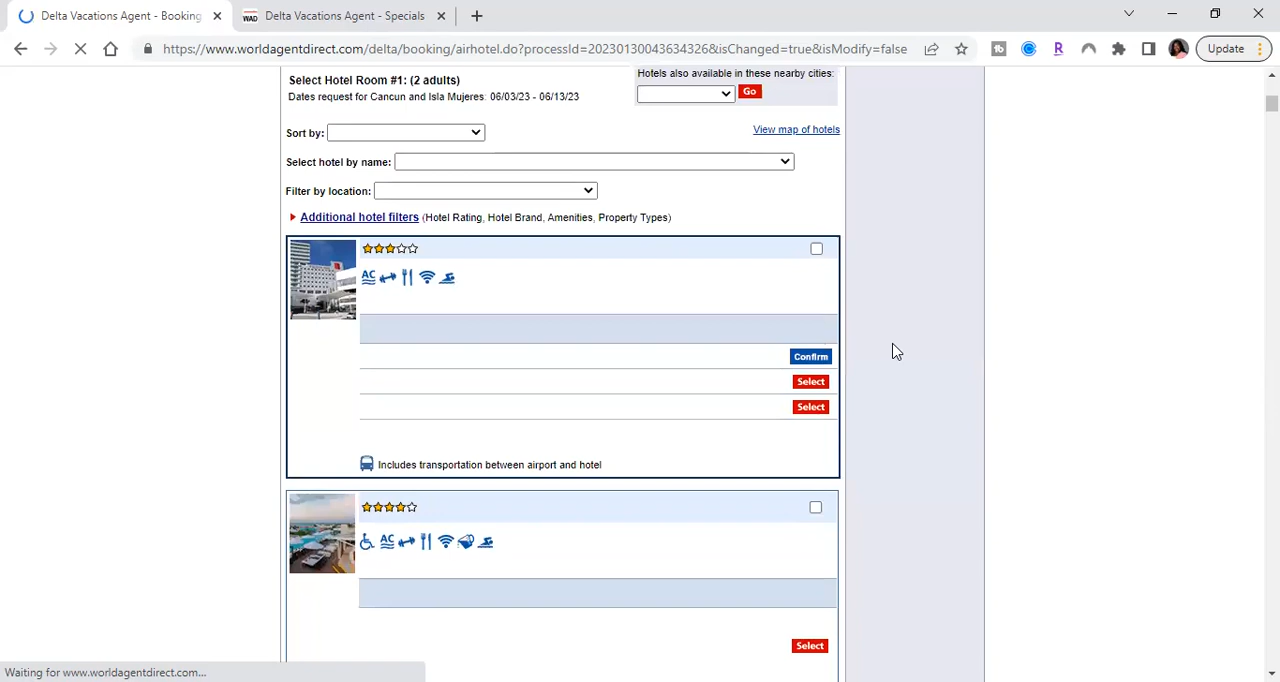 Delta Vacations Agent - Booking
WAD Delta Vacations Agent - Specials
https://www.worldagentdirect.com/delta/booking/airhotel.do?processId=20230130043634326&isChanged=true&isModify=false
Update
Select Hotel Room #1: (2 adults)
Hotels also available in these nearby cities:
Dates request for Cancun and Isla Mujeres: 06/03/23 - 06/13/23
Go
Sort by:
View map of hotels
Select hotel by name:
Filter by location:
Additional hotel filters (Hotel Rating, Hotel Brand, Amenities, Property Types)
AC
Confirm
Select
Select
Includes transportation between airport and hotel
AC
Select
Waiting for www.worldagentdirect.com...